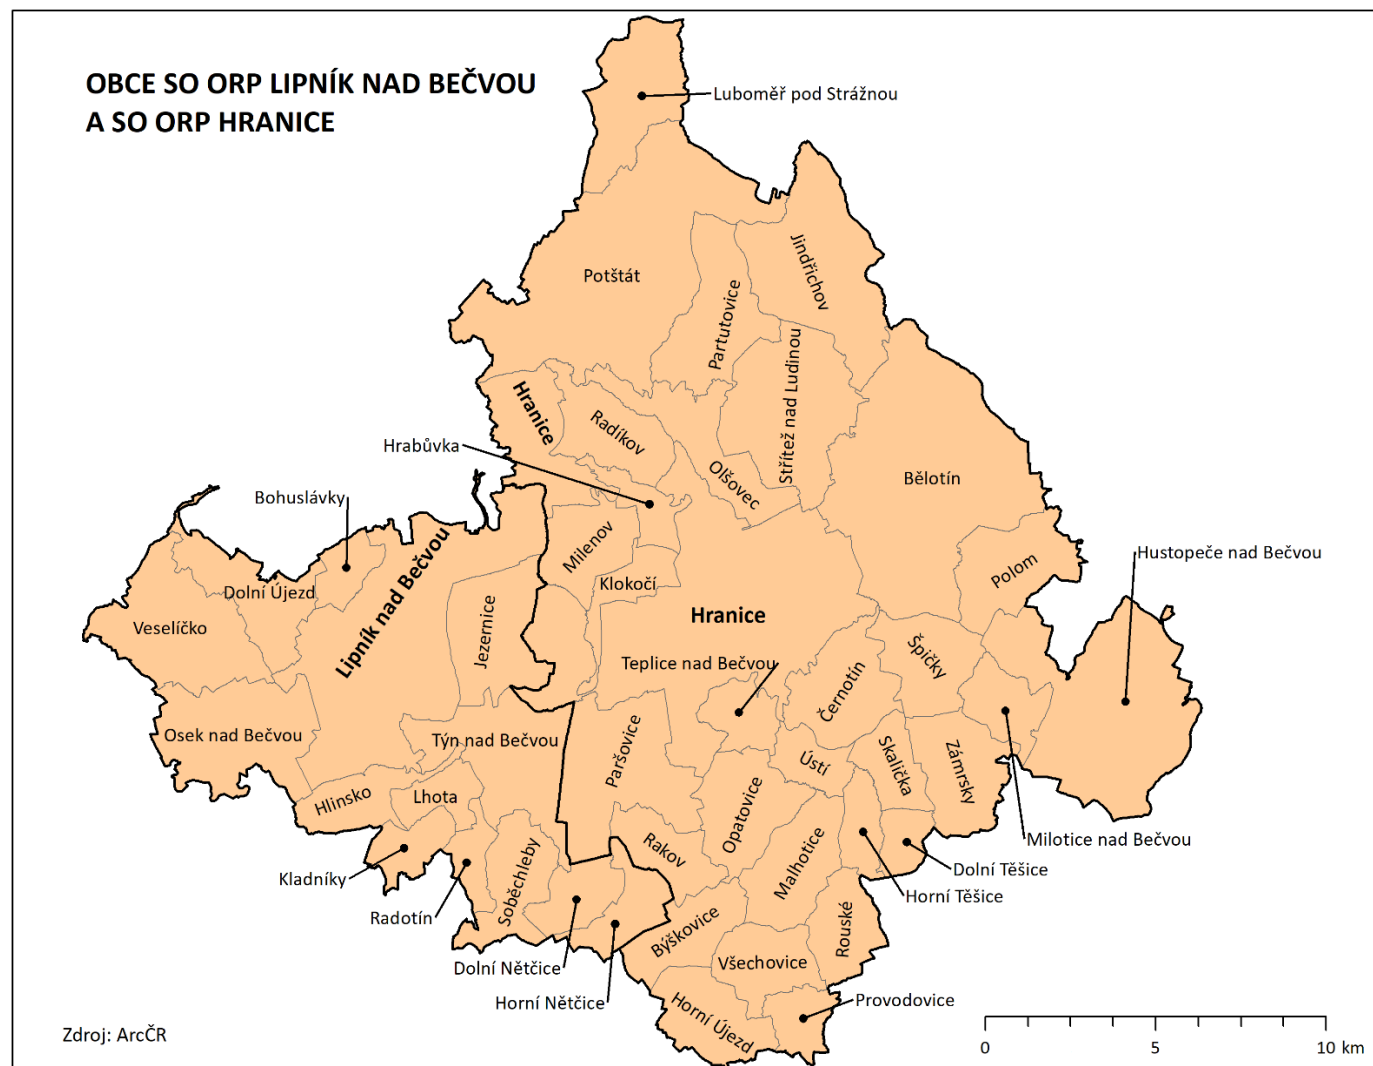 OBCE SO ORP LIPNÍK NAD BEČVOU
A SO ORP HRANICE
Luboměř pod Strážnou
Jindřichov
Potštát
Partutovice
Střítež nad Ludinou
Hranice
Radíkov
Hrabůvka
Olšovec
Bělotín
Bohuslávky
Milenov
Hustopeče nad Bečvou
Polom
Lipník nad Bečvou
Dolní Újezd
Klokočí
Veselíčko
Hranice
Jezernice
Špičky
Teplice nad Bečvou
Černotín
Osek nad Bečvou
Týn nad Bečvou
Paršovice
Ústí
Skalička
Zámrsky
Hlinsko
Lhota
Opatovice
Milotice nad Bečvou
Rakov
Malhotice
Dolní Těšice
Kladníky
Soběchleby
Horní Těšice
Radotín
Býškovice
Rouské
Dolní Nětčice
Všechovice
Horní Nětčice
Provodovice
Horní Újezd
Zdroj: ArcČR
0 5 10 km